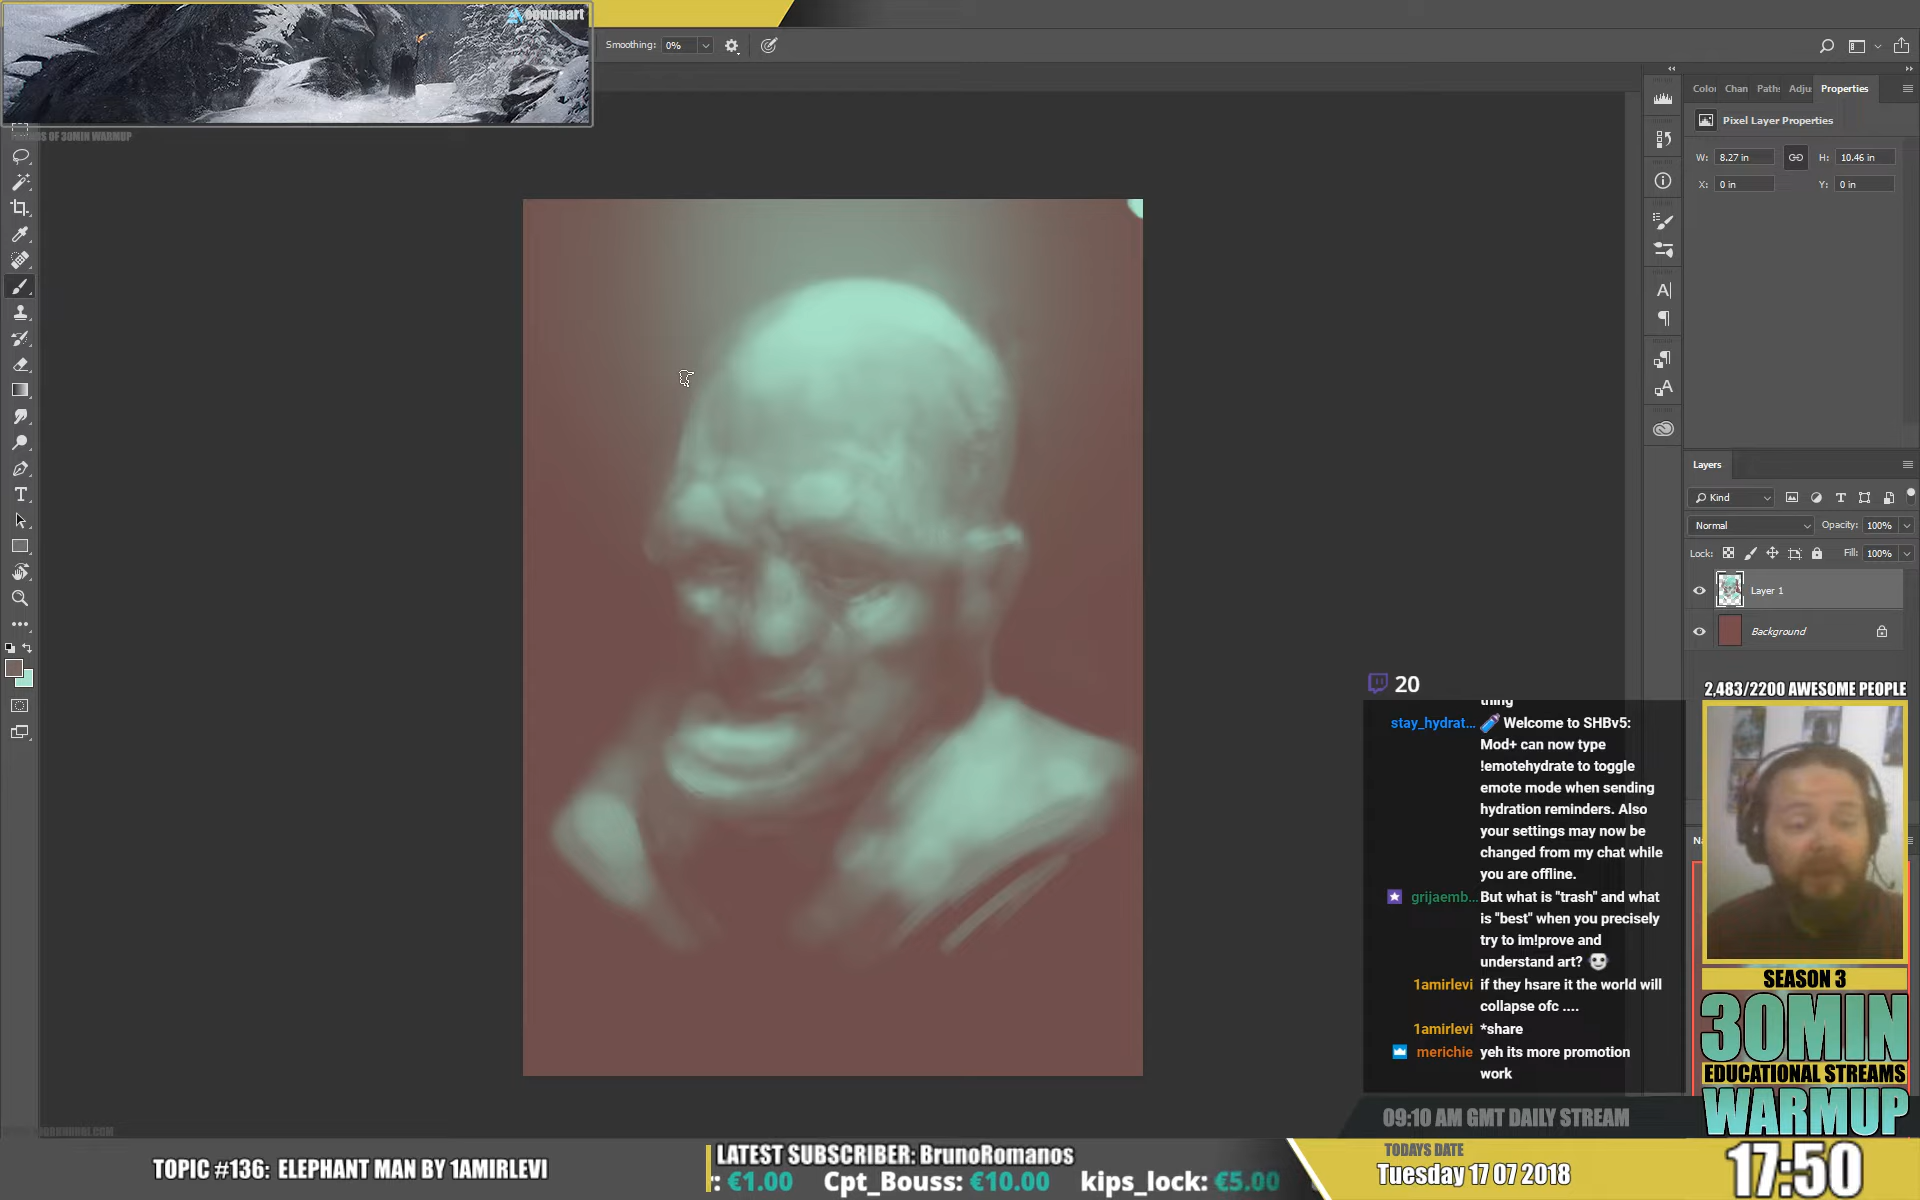 Smoothing: 0%
OF 30MIN WARMUP
Chan Paths Adju Properties
Pixel Layer Properties
W: 8.27 in H: 10.46 in
X: 0 in Y: 0 in
Layers
Kind
Normal Opacity: 100%
Lock: Fill: 100%
Layer 1
Background
2,483/2200 AWESOME PEOPLE
20
thing
stay_hydrat... Welcome to SHBv5:
Mod+ can now type
!emotehydrate to toggle
emote mode when sending
hydration reminders. Also
your settings may now be
changed from my chat while
you are offline.
grijaemb... But what is "trash" and what
is "best" when you precisely
try to im!prove and
understand art?
1amirlevi if they hsare it the world will
collapse ofc ....
1amirlevi *share
merichie yeh its more promotion
work
SEASON 3
30MIN
EDUCATIONAL STREAMS
WARMUP
09:10 AM GMT DAILY STREAM
TOPIC #136: ELEPHANT MAN BY 1AMIRLEVI
LATEST SUBSCRIBER: BrunoRomanos
: €1.00 Cpt_Bouss: €10.00 kips_lock: €5.00
TODAYS DATE
Tuesday 17 07 2018
17:50